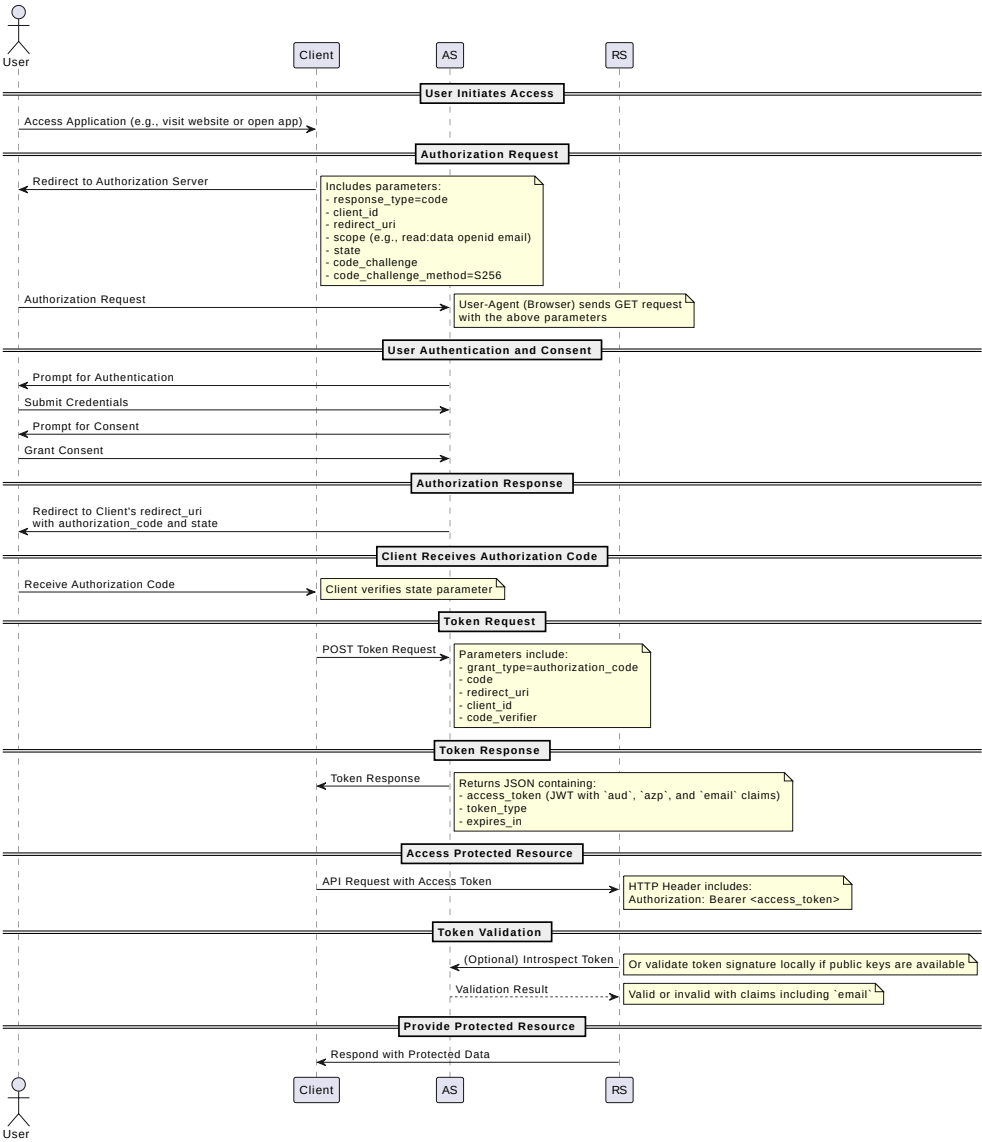 User
Client
AS
RS
User Initiates Access
Access Application (e.g., visit website or open app)
Authorization Request
Redirect to Authorization Server
Includes parameters:
- response_type=code
- client_id
- redirect_uri
- scope (e.g., read:data openid email)
- state
- code_challenge
- code_challenge_method=S256
Authorization Request
User-Agent (Browser) sends GET request
with the above parameters
User Authentication and Consent
Prompt for Authentication
Submit Credentials
Prompt for Consent
Grant Consent
Authorization Response
Redirect to Client's redirect_uri
with authorization_code and state
Client Receives Authorization Code
Receive Authorization Code
Client verifies state parameter
Token Request
POST Token Request
Parameters include:
- grant_type=authorization_code
- code
- redirect_uri
- client_id
- code_verifier
Token Response
Token Response
Returns JSON containing:
- access_token (JWT with `aud`, `azp`, and `email` claims)
- token_type
- expires_in
Access Protected Resource
API Request with Access Token
HTTP Header includes:
Authorization: Bearer <access_token>
Token Validation
(Optional) Introspect Token
Or validate token signature locally if public keys are available
Validation Result
Valid or invalid with claims including `email`
Provide Protected Resource
Respond with Protected Data
User
Client
AS
RS